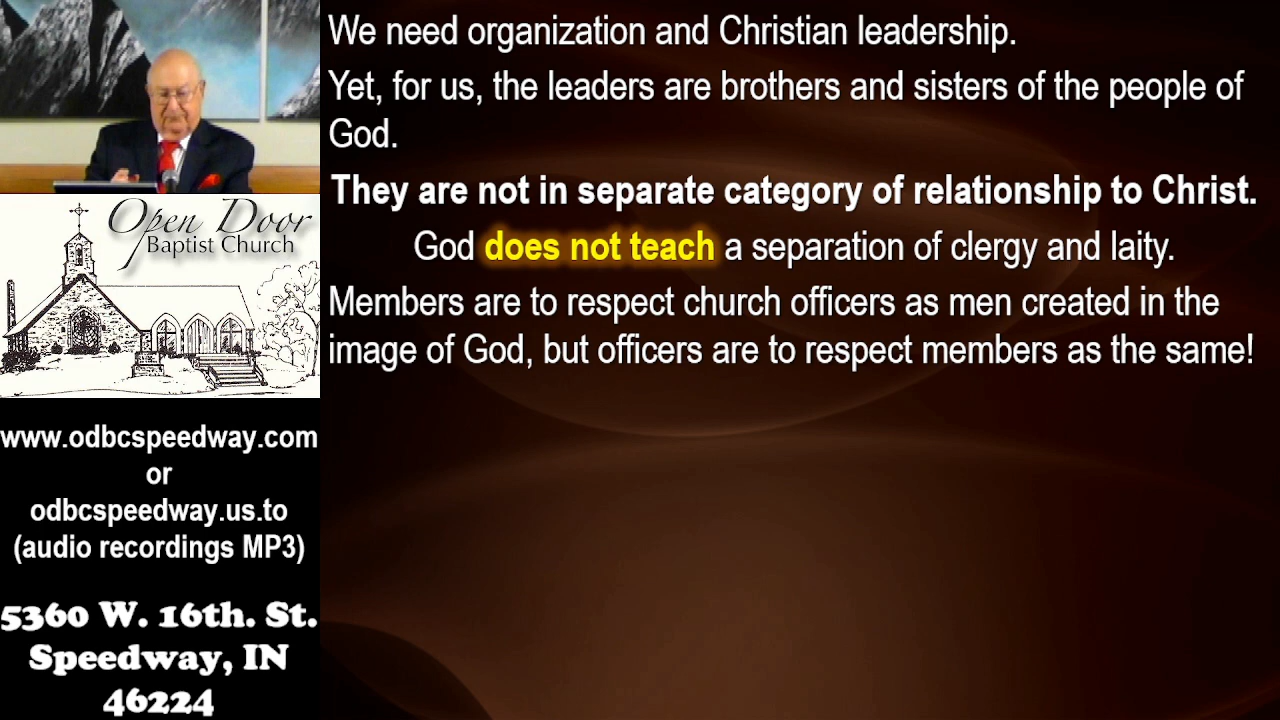 We need organization and Christian leadership.
Yet, for us, the leaders are brothers and sisters of the people of
God.
They are not in separate category of relationship to Christ.
God does not teach a separation of clergy and laity.
Members are to respect church officers as men created in the
image of God, but officers are to respect members as the same!
Open Door
Baptist Church
www.odbcspeedway.com
or
odbcspeedway.us.to
(audio recordings MP3)
5360 W. 16th. St.
Speedway, IN
46224